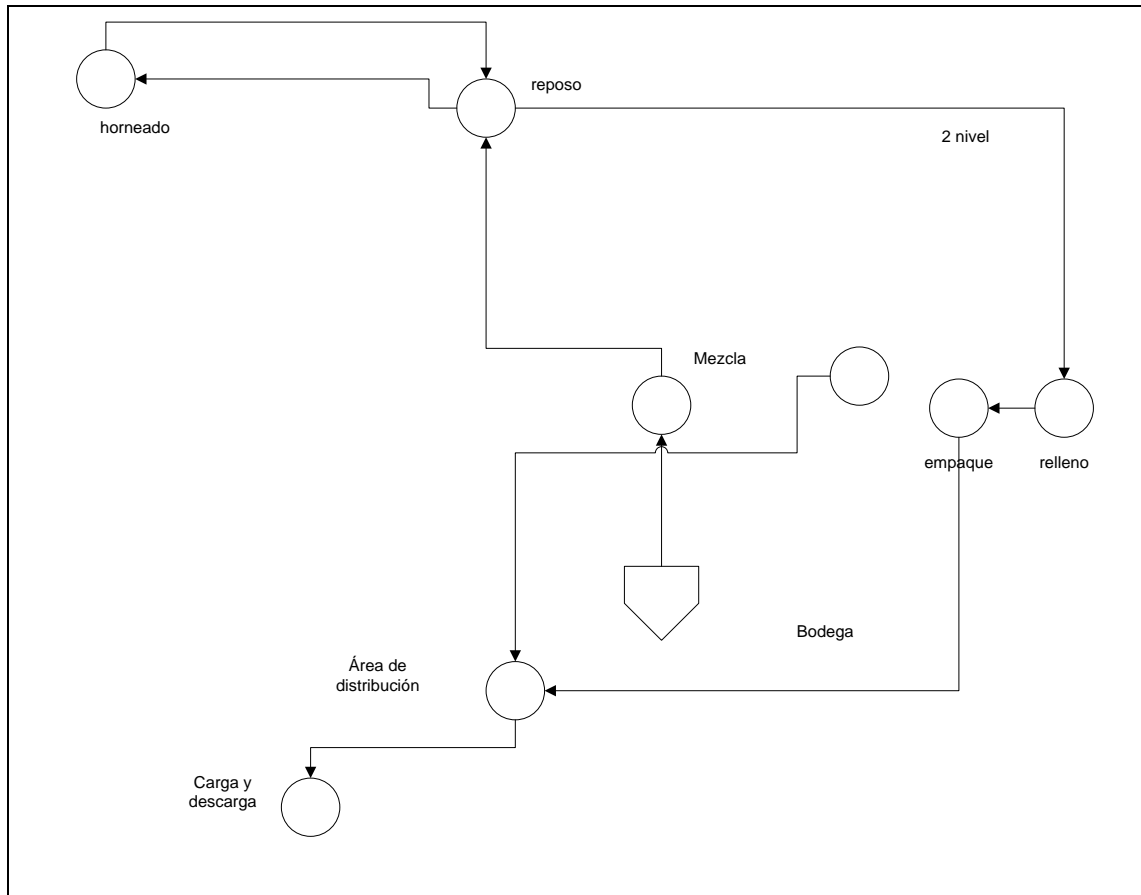 reposo
horneado
2 nivel
Mezcla
empaque
relleno
Bodega
Área de
distribución
Carga y
descarga